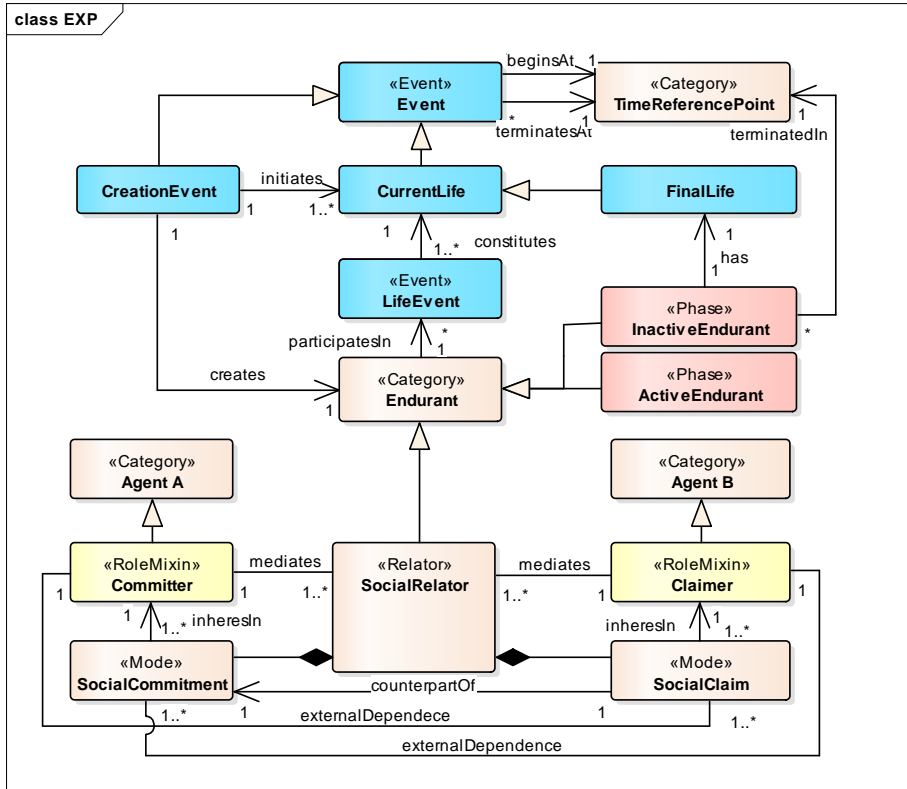 class EXP
beginsAt
1
«Event»
Event
«Category»
TimeReferencePoint
*
1
1
terminatesAt
terminatedIn
CreationEvent
initiates
CurrentLife
FinalLife
1
1..*
1
1
1
1..*
constitutes
has
1
«Event»
LifeEvent
«Phase»
InactiveEndurant
*
participatesIn
*
1
«Phase»
ActiveEndurant
creates
«Category»
Endurant
1
«Category»
Agent A
«Category»
Agent B
«RoleMixin»
Committer
mediates
«Relator»
SocialRelator
mediates
«RoleMixin»
Claimer
1
1
1..*
1..*
1
1
1
1..*
inheresIn
inheresIn
1
1..*
«Mode»
SocialCommitment
counterpartOf
«Mode»
SocialClaim
1..*
1
externalDependece
1
1..*
externalDependence